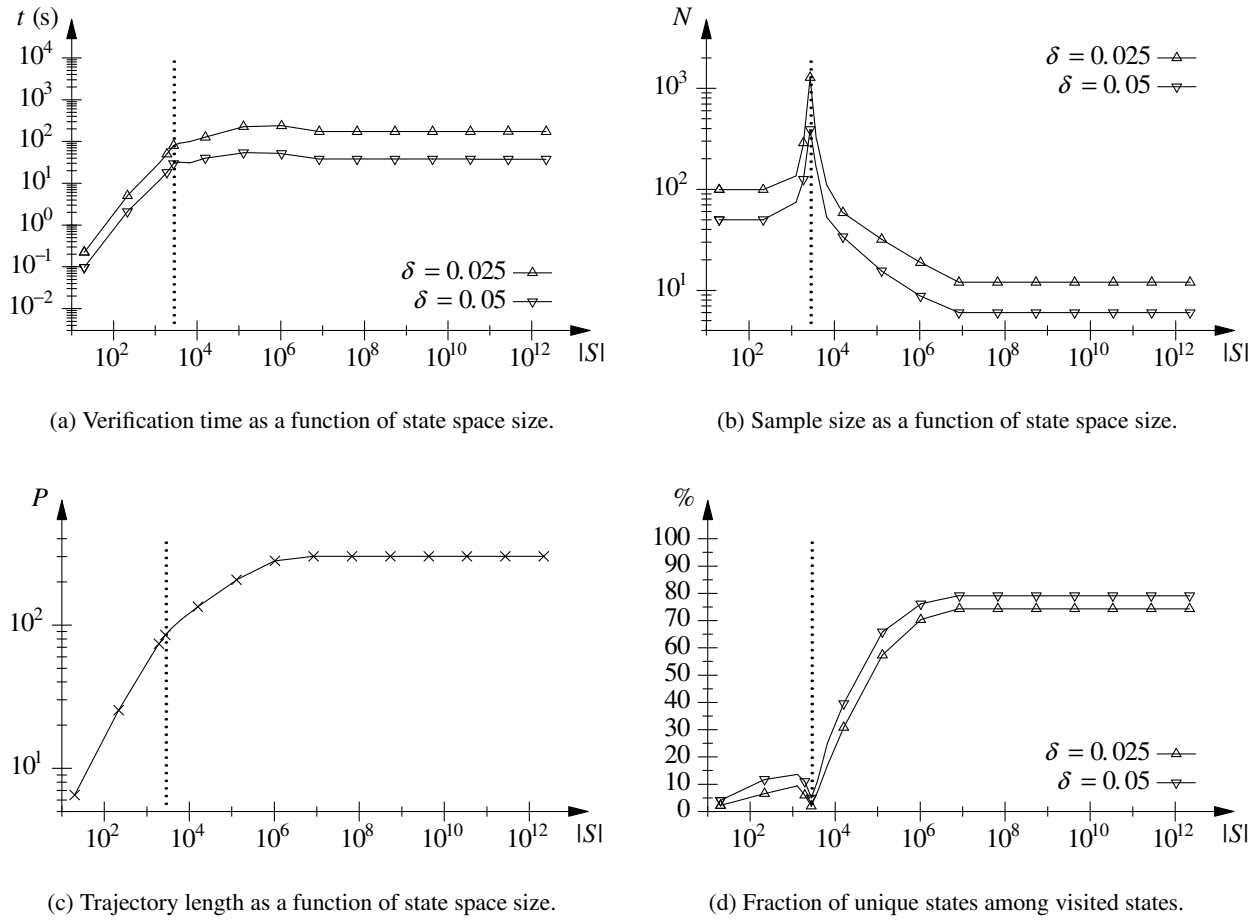 t (s)
10^4
10^3
10^2
10^1
10^0
10^-1
10^-2
δ = 0.025
δ = 0.05
10^2 10^4 10^6 10^8 10^10 10^12 |S|
(a) Verification time as a function of state space size.
N
10^3
10^2
10^1
δ = 0.025
δ = 0.05
10^2 10^4 10^6 10^8 10^10 10^12 |S|
(b) Sample size as a function of state space size.
P
10^2
10^1
10^2 10^4 10^6 10^8 10^10 10^12 |S|
(c) Trajectory length as a function of state space size.
%
100
90
80
70
60
50
40
30
20
10
0
δ = 0.025
δ = 0.05
10^2 10^4 10^6 10^8 10^10 10^12 |S|
(d) Fraction of unique states among visited states.